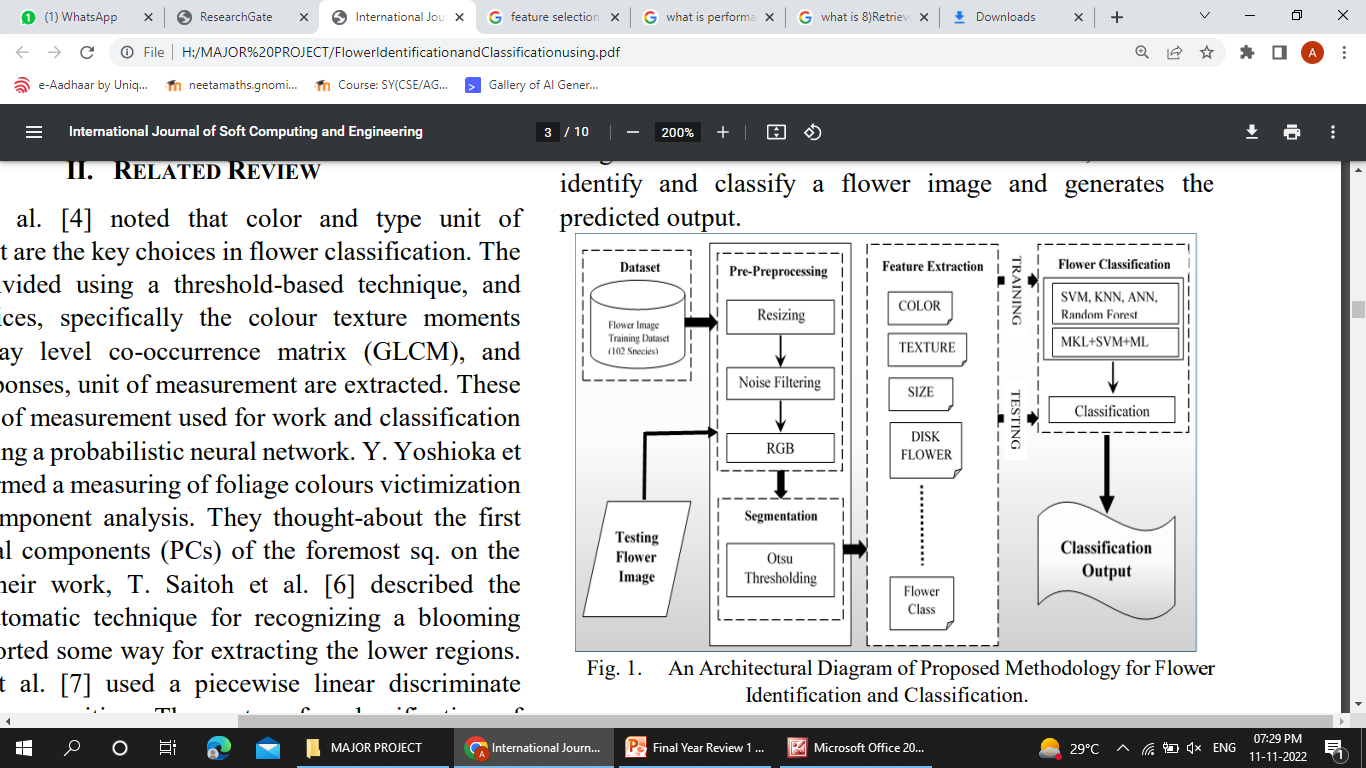 (1) WhatsApp
ResearchGate
International Jou
feature selection
what is performa
what is 8)Retriev
Downloads
File | H:/MAJOR%20PROJECT/FlowerIdentificationandClassificationusing.pdf
A
e-Aadhaar by Uniq...
neetamaths.gnomi...
Course: SY(CSE/AG...
Gallery of AI Gener...
International Journal of Soft Computing and Engineering
3 / 10
200%
II. RELATED REVIEW
al. [4] noted that color and type unit of
t are the key choices in flower classification. The
vided using a threshold-based technique, and
ices, specifically the colour texture moments
ay level co-occurrence matrix (GLCM), and
ponses, unit of measurement are extracted. These
of measurement used for work and classification
ng a probabilistic neural network. Y. Yoshioka et
rmed a measuring of foliage colours victimization
mponent analysis. They thought-about the first
al components (PCs) of the foremost sq. on the
heir work, T. Saitoh et al. [6] described the
utomatic technique for recognizing a blooming
orted some way for extracting the lower regions.
t al. [7] used a piecewise linear discriminate
identify and classify a flower image and generates the
predicted output.
Dataset
Flower Image
Training Dataset
(102 Species)
Testing
Flower
Image
Pre-Preprocessing
Resizing
Noise Filtering
RGB
Segmentation
Otsu
Thresholding
Feature Extraction
COLOR
TEXTURE
SIZE
DISK
FLOWER
Flower
Class
TRAINING
TESTING
Flower Classification
SVM, KNN, ANN,
Random Forest
MKL+SVM+ML
Classification
Classification
Output
Fig. 1. An Architectural Diagram of Proposed Methodology for Flower
Identification and Classification.
MAJOR PROJECT
International Journ...
Final Year Review 1 ...
Microsoft Office 20...
29°C
ENG
07:29 PM
11-11-2022
1